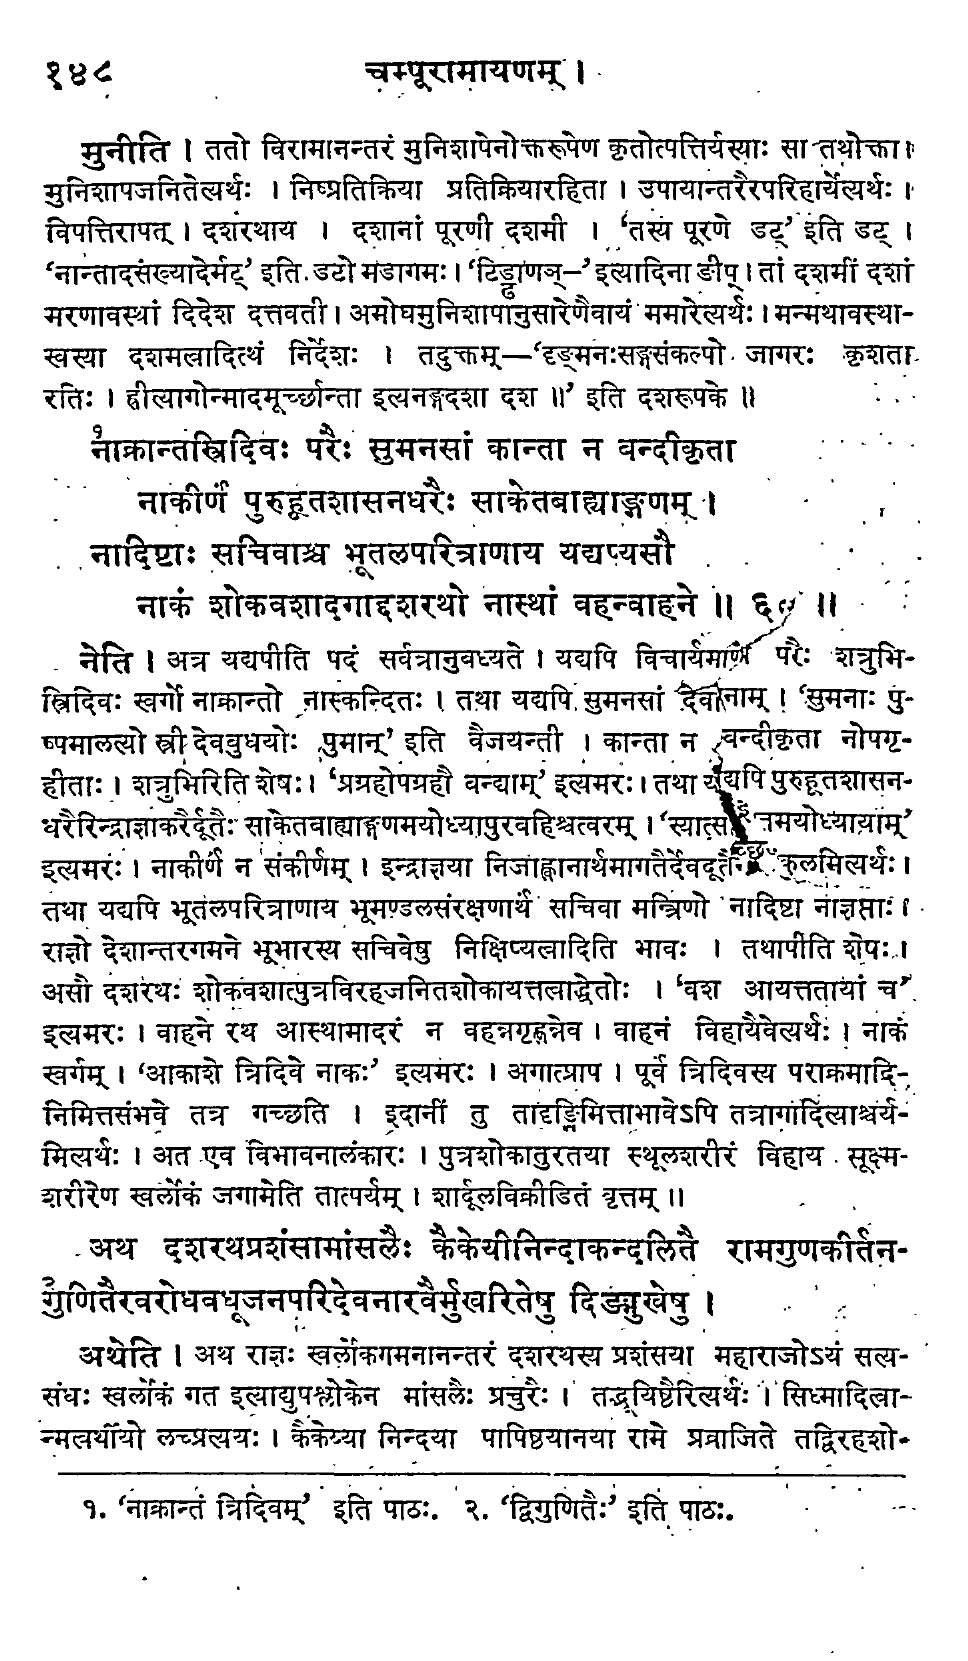 १४८ चम्पूरामायणम् ।
मुनीति । ततो विरामानन्तरं मुनिशापेनोक्तरूपेण कृतोत्पत्तिर्यस्याः सा तथोक्ता ।
मुनिशापजनितेत्यर्थः । निष्प्रतिक्रिया प्रतिक्रियारहिता । उपायान्तरैरपरिहार्येत्यर्थः ।
विपत्तिरापत् । दशरथाय । दशानां पूरणी दशमी । ‘तस्य पूरणे डट्’ इति डट् ।
‘नान्तादसंख्यादेर्मट्’ इति डटो मडागमः । ‘टिड्ढाणञ्–’ इत्यादिना ङीप् । तां दशमीं दशां
मरणावस्थां दिदेश दत्तवती । अमोघमुनिशापानुसारेणैवायं ममारेत्यर्थः । मन्मथावस्था-
स्वस्या दशमत्वादित्थं निर्देशः । तदुक्तम्—‘दृङ्मनःसङ्गसंकल्पो जागरः कृशता
रतिः । ह्रीत्यागोन्मादमूर्च्छान्ता इत्यनङ्गदशा दश ॥’ इति दशरूपके ॥
१नाक्रान्तस्त्रिदिवः परैः सुमनसां कान्ता न बन्दीकृता
नाकीर्णं पुरुहूतशासनधरैः साकेतबाह्याङ्गणम् ।
नादिष्टाः सचिवाश्च भूतलपरित्राणाय यद्यप्यसौ
नाकं शोकवशादगाद्दशरथो नास्थां वहन्वाहने ॥ ६९ ॥
नेति । अत्र यद्यपीति पदं सर्वत्रानुबध्यते । यद्यपि विचार्यमाणे परैः शत्रुभि-
स्त्रिदिवः स्वर्गो नाक्रान्तो नास्कन्दितः । तथा यद्यपि सुमनसां देवानाम् । ‘सुमनाः पु-
ष्पमालत्यो स्त्री देवबुधयोः पुमान्’ इति वैजयन्ती । कान्ता न बन्दीकृता नोपगृ-
हीताः । शत्रुभिरिति शेषः । ‘प्रग्रहोपग्रहौ बन्द्याम्’ इत्यमरः । तथा यद्यपि पुरुहूतशासन-
धरैरिन्द्राज्ञाकरैर्दूतैः साकेतबाह्याङ्गणमयोध्यापुरबहिश्चत्वरम् । ‘स्यात्सा तमयोध्यायाम्’
इत्यमरः । नाकीर्णं न संकीर्णम् । इन्द्राज्ञया निजाह्वानार्थमागतैर्देवदूतै कुलमित्यर्थः ।
तथा यद्यपि भूतलपरित्राणाय भूमण्डलसंरक्षणार्थं सचिवा मन्त्रिणो नादिष्टा नाज्ञप्ताः ।
राज्ञो देशान्तरगमने भूभारस्य सचिवेषु निक्षिप्यत्वादिति भावः । तथापीति शेषः ।
असौ दशरथः शोकवशात्पुत्रविरहजनितशोकायत्तत्वाद्धेतोः । ‘वश आयत्ततायां च’
इत्यमरः । वाहने रथ आस्थामादरं न वहन्नगृह्णन्नेव । वाहनं विहायैवेत्यर्थः । नाकं
स्वर्गम् । ‘आकाशे त्रिदिवे नाकः’ इत्यमरः । अगात्प्राप । पूर्वं त्रिदिवस्य पराक्रमादि-
निमित्तसंभवे तत्र गच्छति । इदानीं तु तादृङ्निमित्ताभावेऽपि तत्रागादित्याश्चर्य-
मित्यर्थः । अत एव विभावनालंकारः । पुत्रशोकातुरतया स्थूलशरीरं विहाय सूक्ष्म-
शरीरेण स्वर्लोकं जगामेति तात्पर्यम् । शार्दूलविक्रीडितं वृत्तम् ॥
अथ दशरथप्रशंसामांसलैः कैकेयीनिन्दाकन्दलितै रामगुणकीर्तन-
२गुणितैरवरोधवधूजनपरिदेवनारवैर्मुखरितेषु दिङ्मुखेषु ।
अथेति । अथ राज्ञः स्वर्लोकगमनानन्तरं दशरथस्य प्रशंसया महाराजोऽयं सत्य-
संधः स्वर्लोकं गत इत्याद्युपश्लोकेन मांसलैः प्रचुरैः । तद्भूयिष्ठैरित्यर्थः । सिध्मादित्वा-
न्मत्वर्थीयो लच्प्रत्ययः । कैकेय्या निन्दया पापिष्ठयानया रामे प्रव्राजिते तद्विरहशो-
१. ‘नाक्रान्तं त्रिदिवम्’ इति पाठः. २. ‘द्विगुणितैः’ इति पाठः.